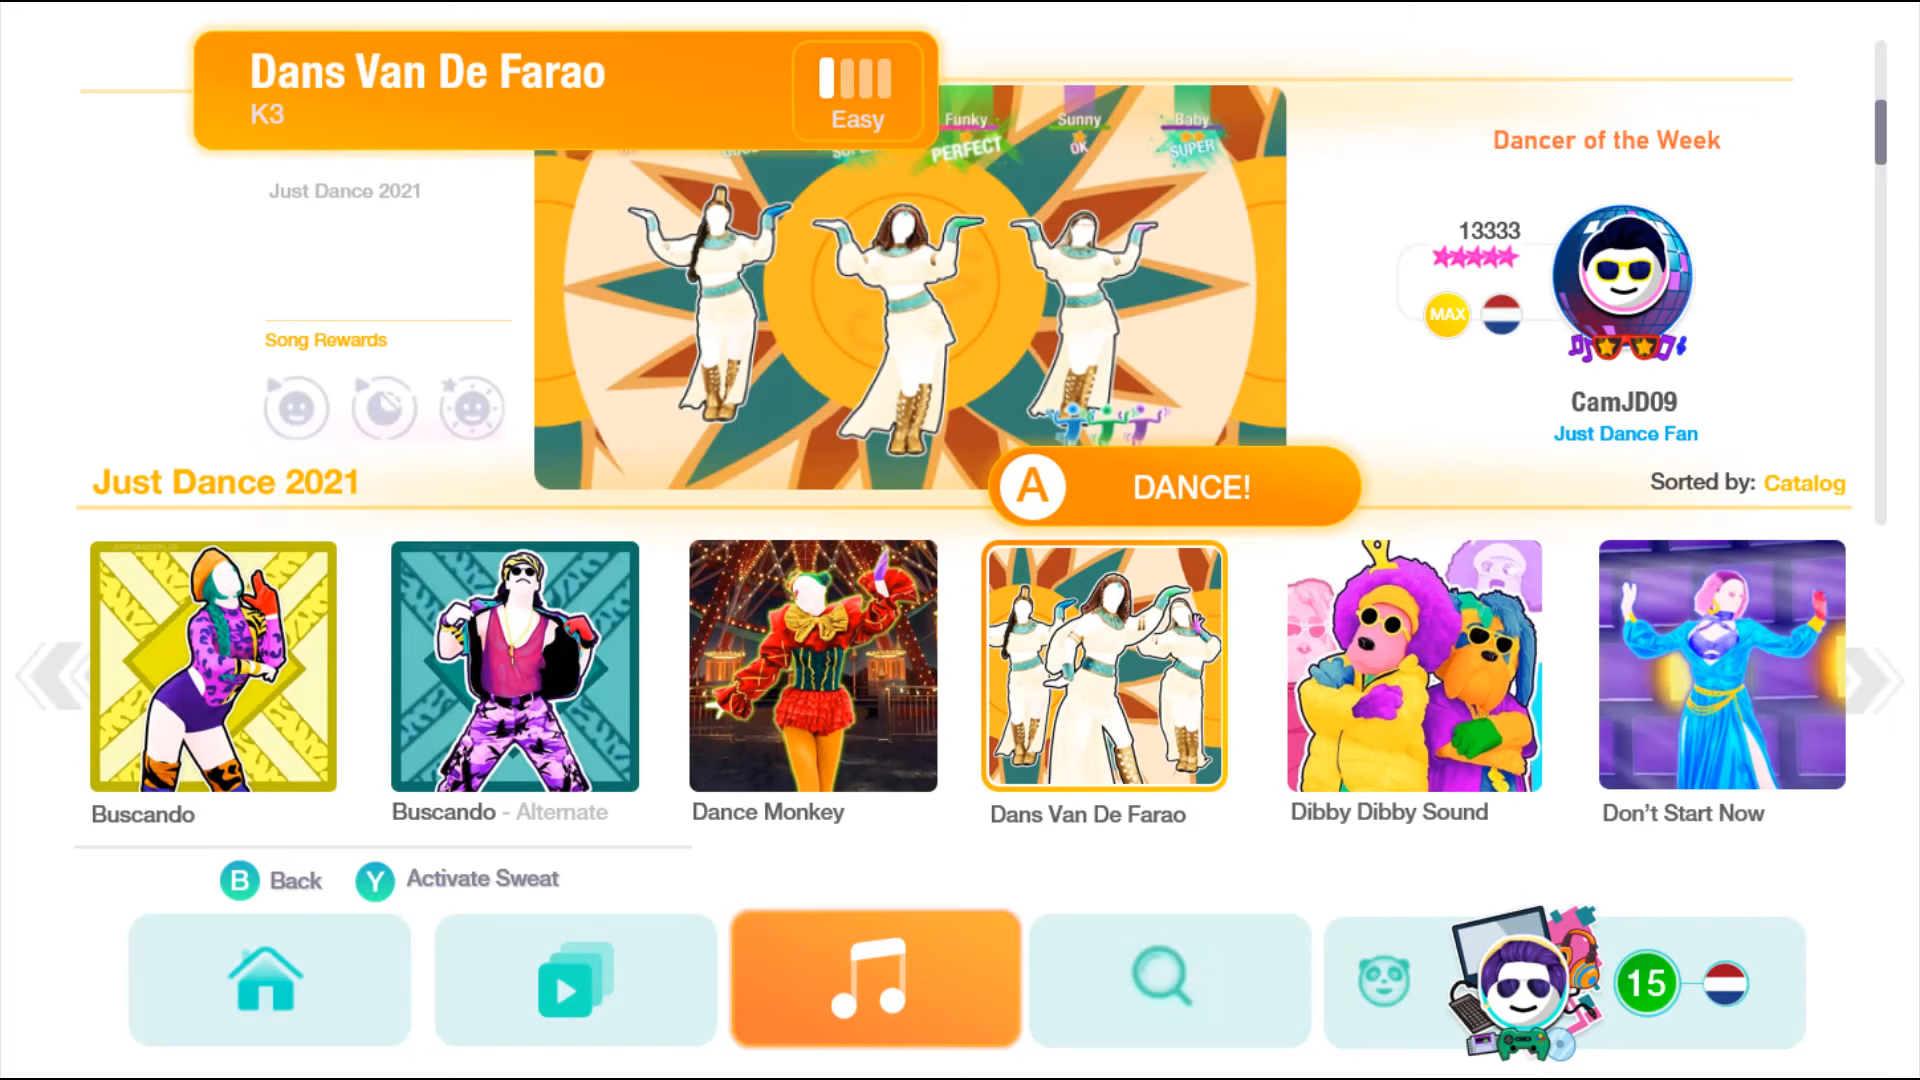 Dans Van De Farao
K3
Easy
Funky
Sunny
Baby
PERFECT
OK
SUPER
Just Dance 2021
Song Rewards
Dancer of the Week
13333
MAX
CamJD09
Just Dance Fan
Just Dance 2021
A DANCE!
Sorted by: Catalog
Buscando
Buscando - Alternate
Dance Monkey
Dans Van De Farao
Dibby Dibby Sound
Don't Start Now
B Back
Y Activate Sweat
15